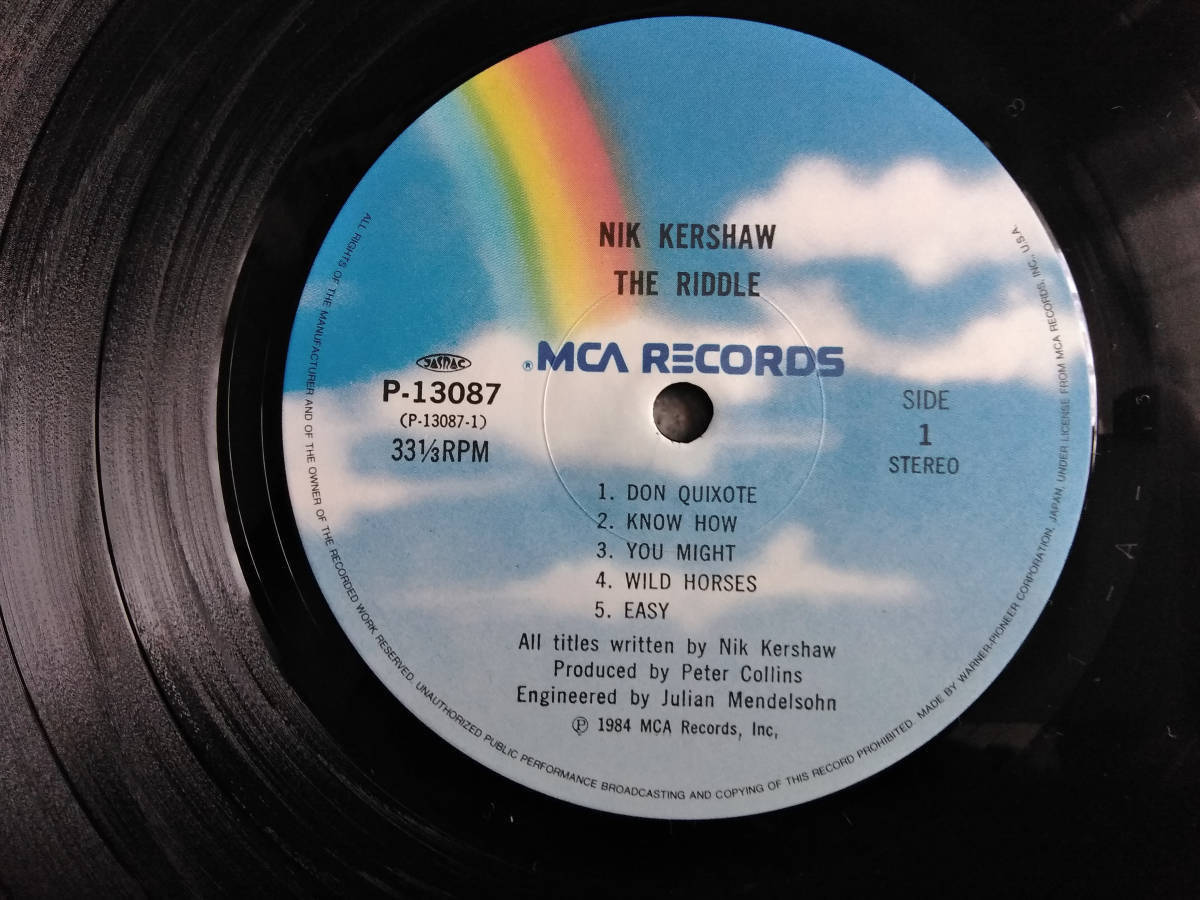 NIK KERSHAW
THE RIDDLE
® MCA RECORDS
JASRAC
P-13087
(P-13087-1)
33⅓RPM
SIDE
1
STEREO
1. DON QUIXOTE
2. KNOW HOW
3. YOU MIGHT
4. WILD HORSES
5. EASY
All titles written by Nik Kershaw
Produced by Peter Collins
Engineered by Julian Mendelsohn
Ⓟ 1984 MCA Records, Inc,
ALL RIGHTS OF THE MANUFACTURER AND OF THE OWNER OF THE RECORDED WORK RESERVED. UNAUTHORIZED PUBLIC PERFORMANCE BROADCASTING AND COPYING OF THIS RECORD PROHIBITED. MADE BY WARNER-PIONEER CORPORATION, JAPAN, UNDER LICENSE FROM MCA RECORDS, INC., U.S.A.